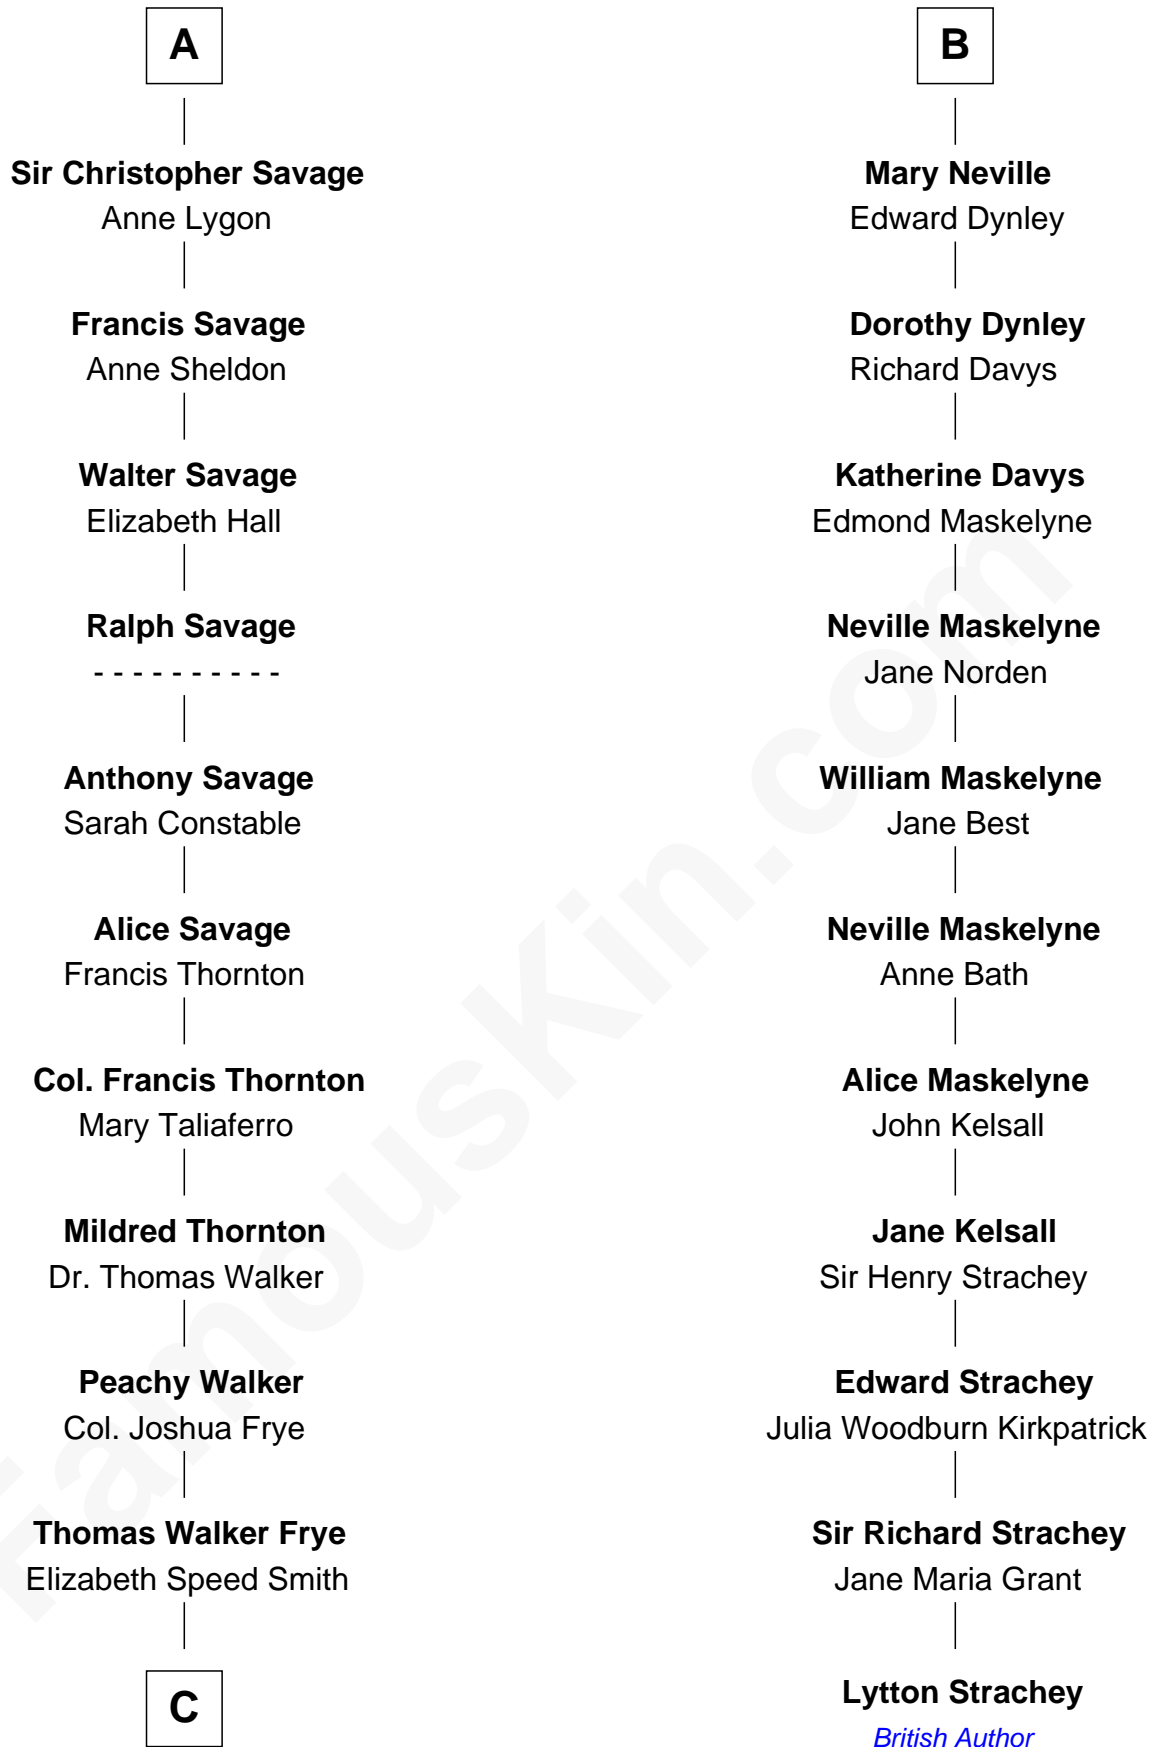 A
Sir Christopher Savage
Anne Lygon
Francis Savage
Anne Sheldon
Walter Savage
Elizabeth Hall
Ralph Savage
- - - - - - - - - -
Anthony Savage
Sarah Constable
Alice Savage
Francis Thornton
Col. Francis Thornton
Mary Taliaferro
Mildred Thornton
Dr. Thomas Walker
Peachy Walker
Col. Joshua Frye
Thomas Walker Frye
Elizabeth Speed Smith
C
B
Mary Neville
Edward Dynley
Dorothy Dynley
Richard Davys
Katherine Davys
Edmond Maskelyne
Neville Maskelyne
Jane Norden
William Maskelyne
Jane Best
Neville Maskelyne
Anne Bath
Alice Maskelyne
John Kelsall
Jane Kelsall
Sir Henry Strachey
Edward Strachey
Julia Woodburn Kirkpatrick
Sir Richard Strachey
Jane Maria Grant
Lytton Strachey
British Author
FamousKin.com